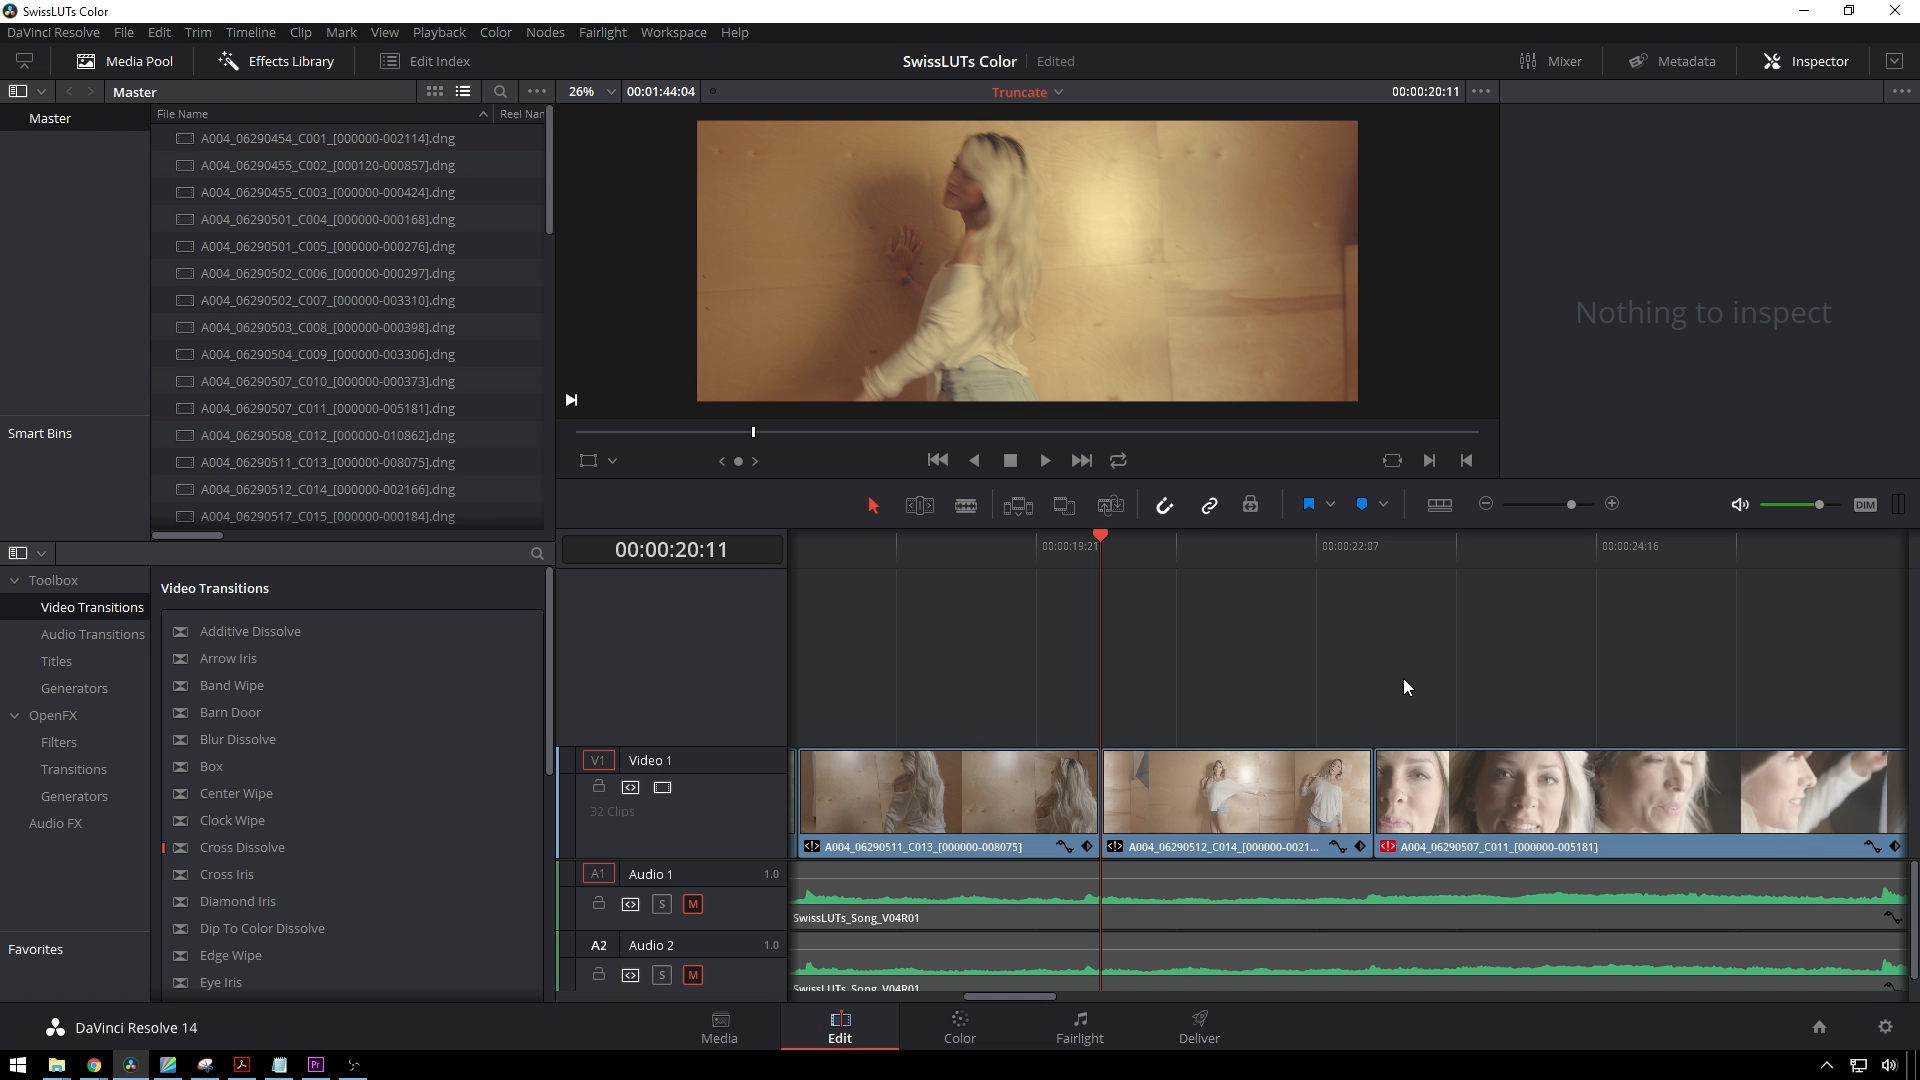 SwissLUTs Color
DaVinci Resolve File Edit Trim Timeline Clip Mark View Playback Color Nodes Fairlight Workspace Help
Media Pool Effects Library Edit Index SwissLUTs Color Edited Mixer Metadata Inspector
Master 26% 00:01:44:04 Truncate 00:00:20:11
Master
File Name Reel Nam
A004_06290454_C001_[000000-002114].dng
A004_06290455_C002_[000120-000857].dng
A004_06290455_C003_[000000-000424].dng
A004_06290501_C004_[000000-000168].dng
A004_06290501_C005_[000000-000276].dng
A004_06290502_C006_[000000-000297].dng
A004_06290502_C007_[000000-003310].dng
A004_06290503_C008_[000000-000398].dng
A004_06290504_C009_[000000-003306].dng
A004_06290507_C010_[000000-000373].dng
A004_06290507_C011_[000000-005181].dng
A004_06290508_C012_[000000-010862].dng
A004_06290511_C013_[000000-008075].dng
A004_06290512_C014_[000000-002166].dng
A004_06290517_C015_[000000-000184].dng
Smart Bins
Nothing to inspect
DIM
Toolbox
Video Transitions
Audio Transitions
Titles
Generators
OpenFX
Filters
Transitions
Generators
Audio FX
Favorites
Video Transitions
Additive Dissolve
Arrow Iris
Band Wipe
Barn Door
Blur Dissolve
Box
Center Wipe
Clock Wipe
Cross Dissolve
Cross Iris
Diamond Iris
Dip To Color Dissolve
Edge Wipe
Eye Iris
00:00:20:11
00:00:19:21 00:00:22:07 00:00:24:16
V1 Video 1
32 Clips
A004_06290511_C013_[000000-008075] A004_06290512_C014_[000000-0021... A004_06290507_C011_[000000-005181]
A1 Audio 1 1.0
S M
SwissLUTs_Song_V04R01
A2 Audio 2 1.0
S M
SwissLUTs_Song_V04R01
DaVinci Resolve 14
Media Edit Color Fairlight Deliver
Pr